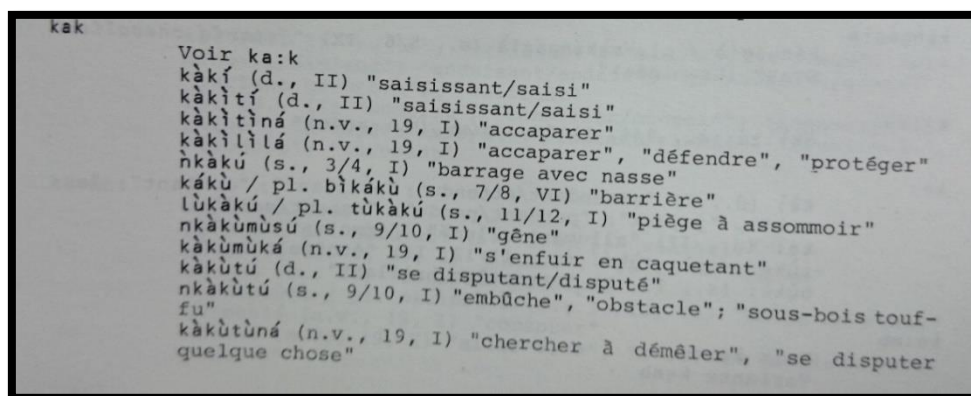 kak
Voir ka:k
kàkí (d., II) "saisissant/saisi"
kàkìtí (d., II) "saisissant/saisi"
kàkìtìná (n.v., 19, I) "accaparer"
kàkìlìlá (n.v., 19, I) "accaparer", "défendre", "protéger"
ǹkàkú (s., 3/4, I) "barrage avec nasse"
kákù / pl. bìkákù (s., 7/8, VI) "barrière"
lùkàkú / pl. tùkàkú (s., 11/12, I) "piège à assommoir"
nkàkùmùsú (s., 9/10, I) "gêne"
kàkùmùká (n.v., 19, I) "s'enfuir en caquetant"
kàkùtú (d., II) "se disputant/disputé"
nkàkùtú (s., 9/10, I) "embûche", "obstacle"; "sous-bois touf-
fu"
kàkùtùná (n.v., 19, I) "chercher à démêler", "se disputer
quelque chose"